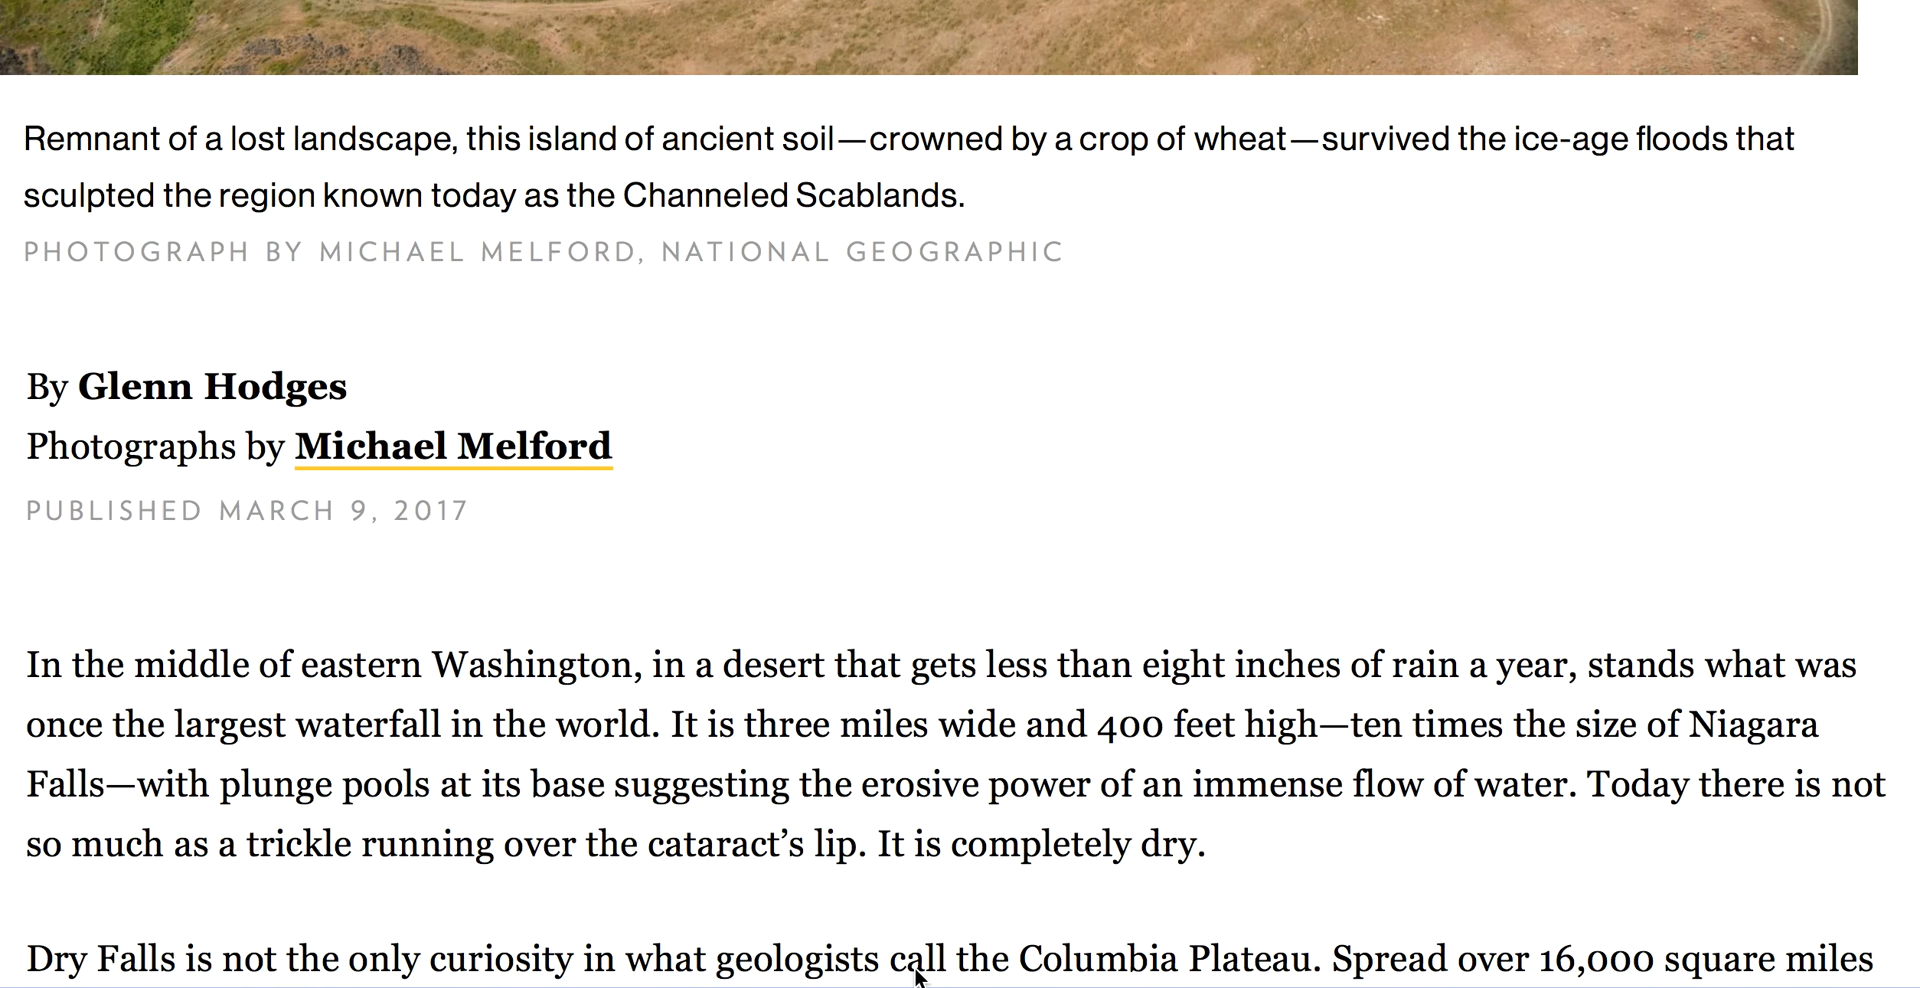 Remnant of a lost landscape, this island of ancient soil—crowned by a crop of wheat—survived the ice-age floods that
sculpted the region known today as the Channeled Scablands.
PHOTOGRAPH BY MICHAEL MELFORD, NATIONAL GEOGRAPHIC
By Glenn Hodges
Photographs by Michael Melford
PUBLISHED MARCH 9, 2017
In the middle of eastern Washington, in a desert that gets less than eight inches of rain a year, stands what was
once the largest waterfall in the world. It is three miles wide and 400 feet high—ten times the size of Niagara
Falls—with plunge pools at its base suggesting the erosive power of an immense flow of water. Today there is not
so much as a trickle running over the cataract’s lip. It is completely dry.
Dry Falls is not the only curiosity in what geologists call the Columbia Plateau. Spread over 16,000 square miles